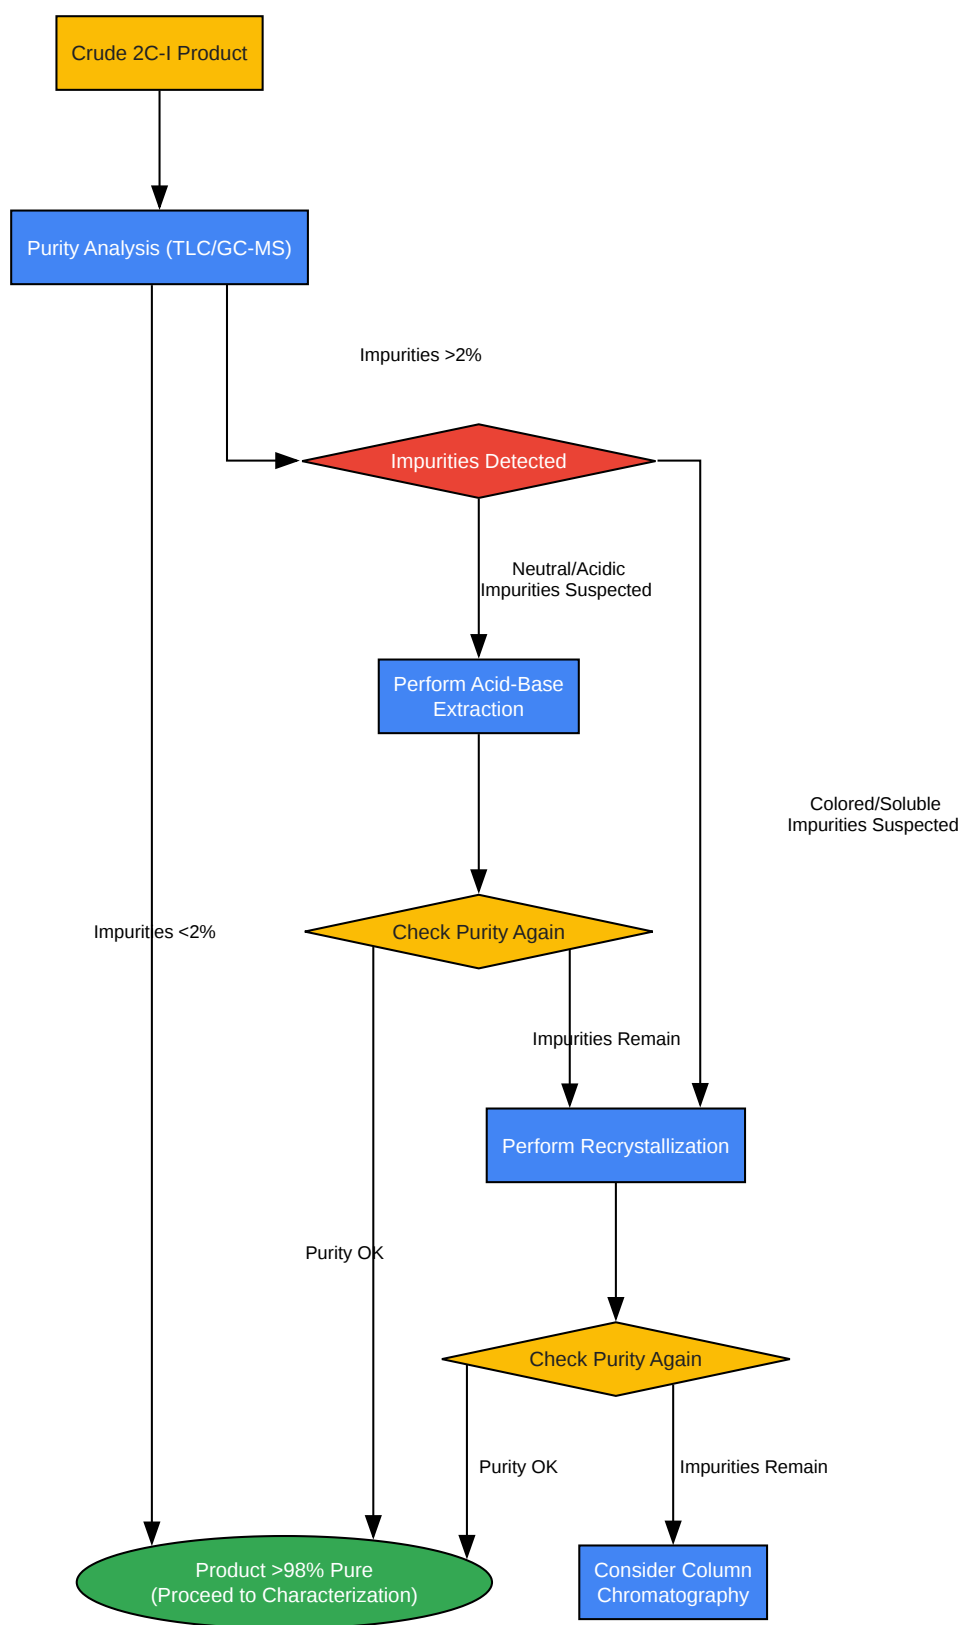 Crude 2C-I Product
Purity Analysis (TLC/GC-MS)
Impurities >2%
Impurities Detected
Neutral/Acidic
Impurities Suspected
Perform Acid-Base
Extraction
Colored/Soluble
Impurities Suspected
Impurities <2%
Check Purity Again
Impurities Remain
Perform Recrystallization
Purity OK
Check Purity Again
Purity OK
Impurities Remain
Product >98% Pure
(Proceed to Characterization)
Consider Column
Chromatography